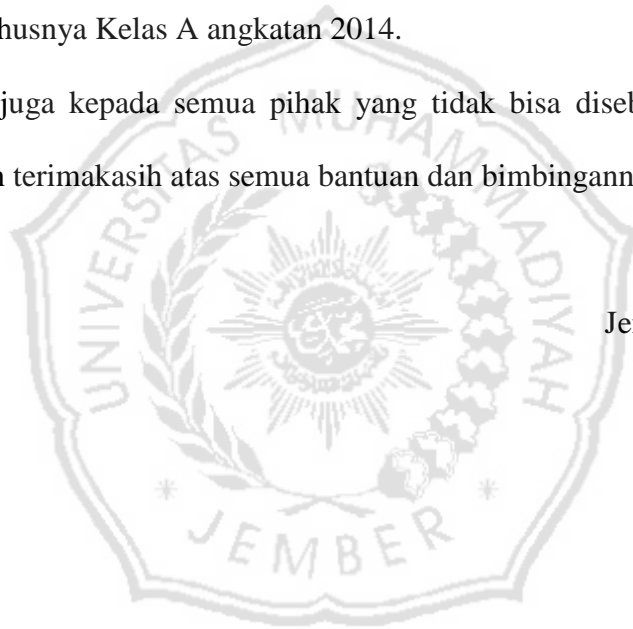 husnya Kelas A angkatan 2014.
juga kepada semua pihak yang tidak bisa diseb
terimakasih atas semua bantuan dan bimbingann
UNIVERSITAS MUHAMMADIYAH
Jer
JEMBER